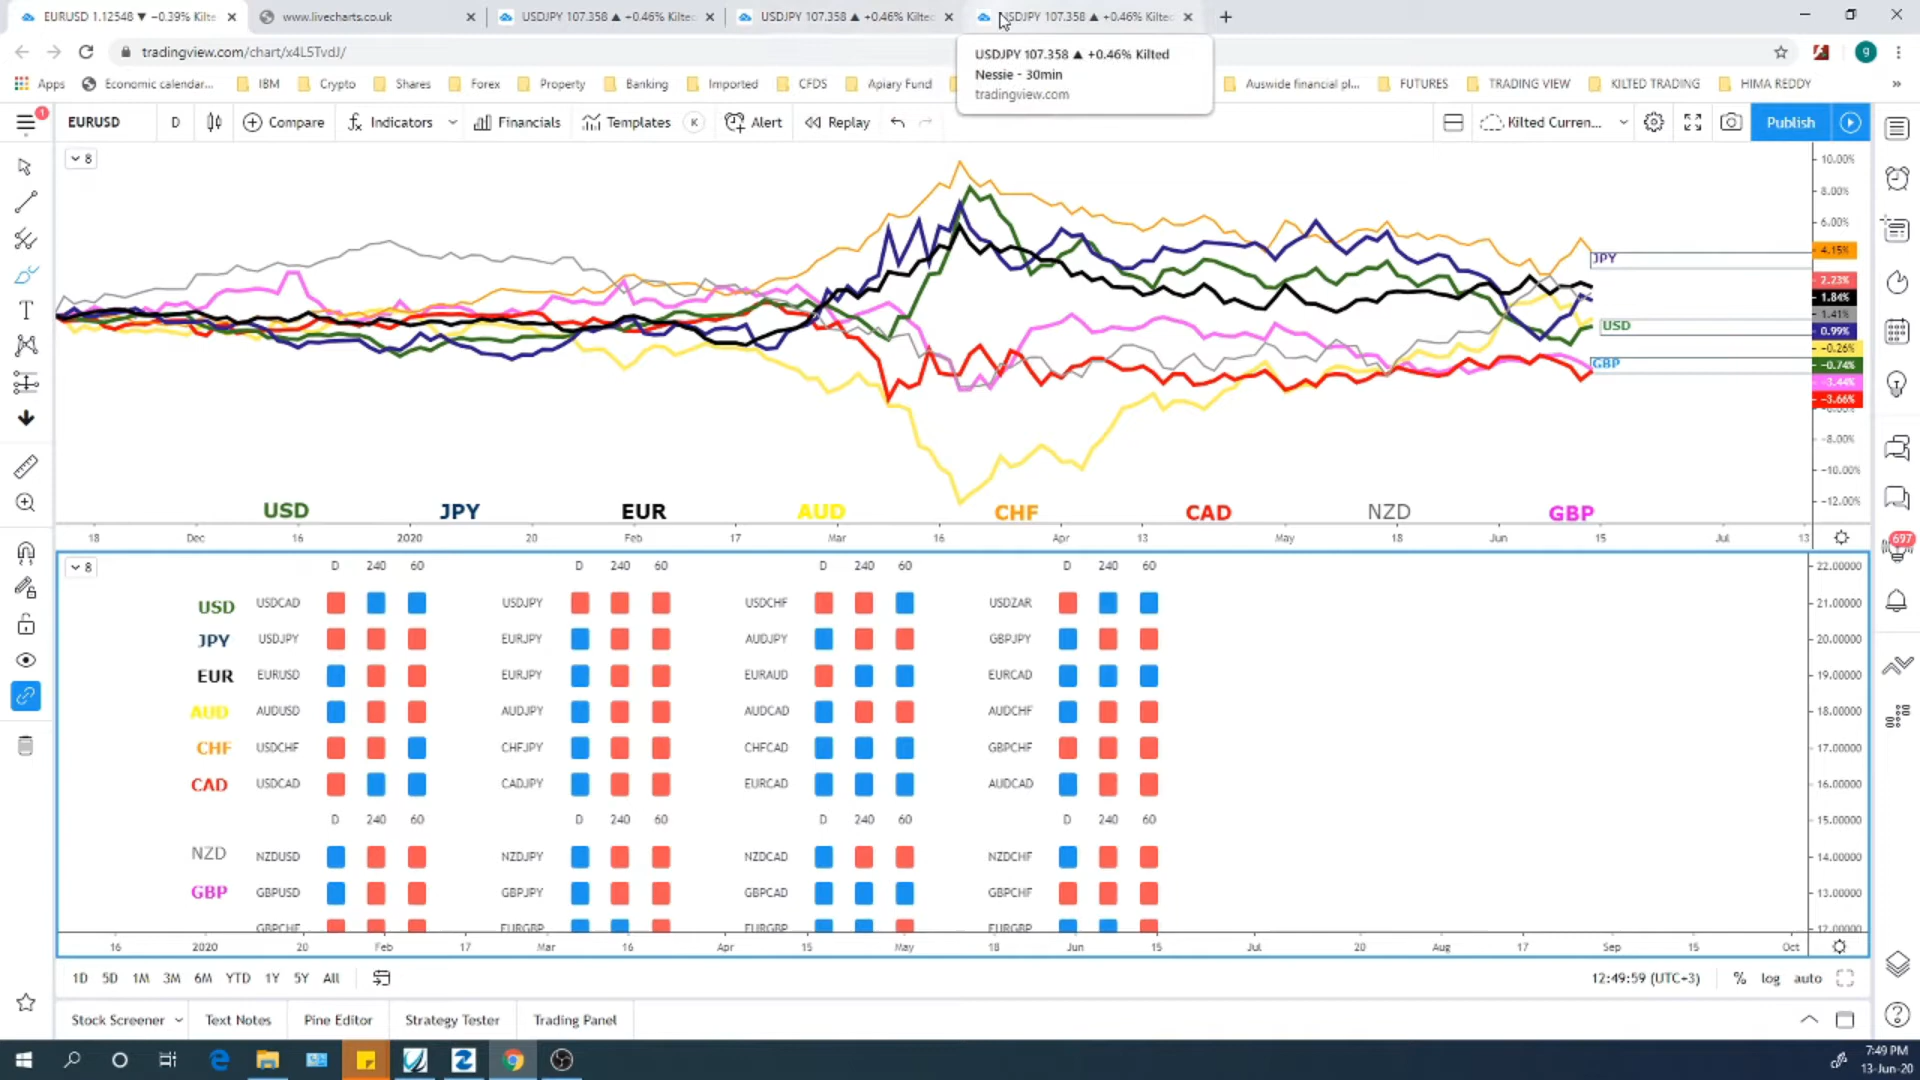 EURUSD 1.12548 ▼ −0.39% Kilte
www.livecharts.co.uk
USDJPY 107.358 ▲ +0.46% Kiltec
USDJPY 107.358 ▲ +0.46% Kiltec
USDJPY 107.358 ▲ +0.46% Kiltec
tradingview.com/chart/x4L5TvdJ/
g
USDJPY 107.358 ▲ +0.46% Kilted
Nessie - 30min
tradingview.com
Apps
Economic calendar...
IBM
Crypto
Shares
Forex
Property
Banking
Imported
CFDS
Apiary Fund
Auswide financial pl...
FUTURES
TRADING VIEW
KILTED TRADING
HIMA REDDY
»
1
EURUSD
D
Compare
Indicators
Financials
Templates
K
Alert
Replay
Kilted Curren...
Publish
8
10.00%
8.00%
6.00%
4.15%
2.23%
1.84%
1.41%
0.99%
−0.26%
−0.74%
−3.44%
−3.66%
−8.00%
−10.00%
−12.00%
JPY
USD
GBP
USD JPY EUR AUD CHF CAD NZD GBP
18 Dec 16 2020 20 Feb 17 Mar 16 Apr 13 May 18 Jun 15 Jul 13
8
D 240 60 D 240 60 D 240 60 D 240 60 22.00000
USD USDCAD USDJPY USDCHF USDZAR 21.00000
JPY USDJPY EURJPY AUDJPY GBPJPY 20.00000
EUR EURUSD EURJPY EURAUD EURCAD 19.00000
AUD AUDUSD AUDJPY AUDCAD AUDCHF 18.00000
CHF USDCHF CHFJPY CHFCAD GBPCHF 17.00000
CAD USDCAD CADJPY EURCAD AUDCAD 16.00000
D 240 60 D 240 60 D 240 60 D 240 60 15.00000
NZD NZDUSD NZDJPY NZDCAD NZDCHF 14.00000
GBP GBPUSD GBPJPY GBPCAD GBPCHF 13.00000
GBPCHF EURGBP EURGBP EURGBP 12.00000
16 2020 20 Feb 17 Mar 16 Apr 15 May 18 Jun 15 Jul 20 Aug 17 Sep 15 Oct
697
1D 5D 1M 3M 6M YTD 1Y 5Y All
12:49:59 (UTC+3) % log auto
Stock Screener
Text Notes
Pine Editor
Strategy Tester
Trading Panel
7:49 PM
13-Jun-20